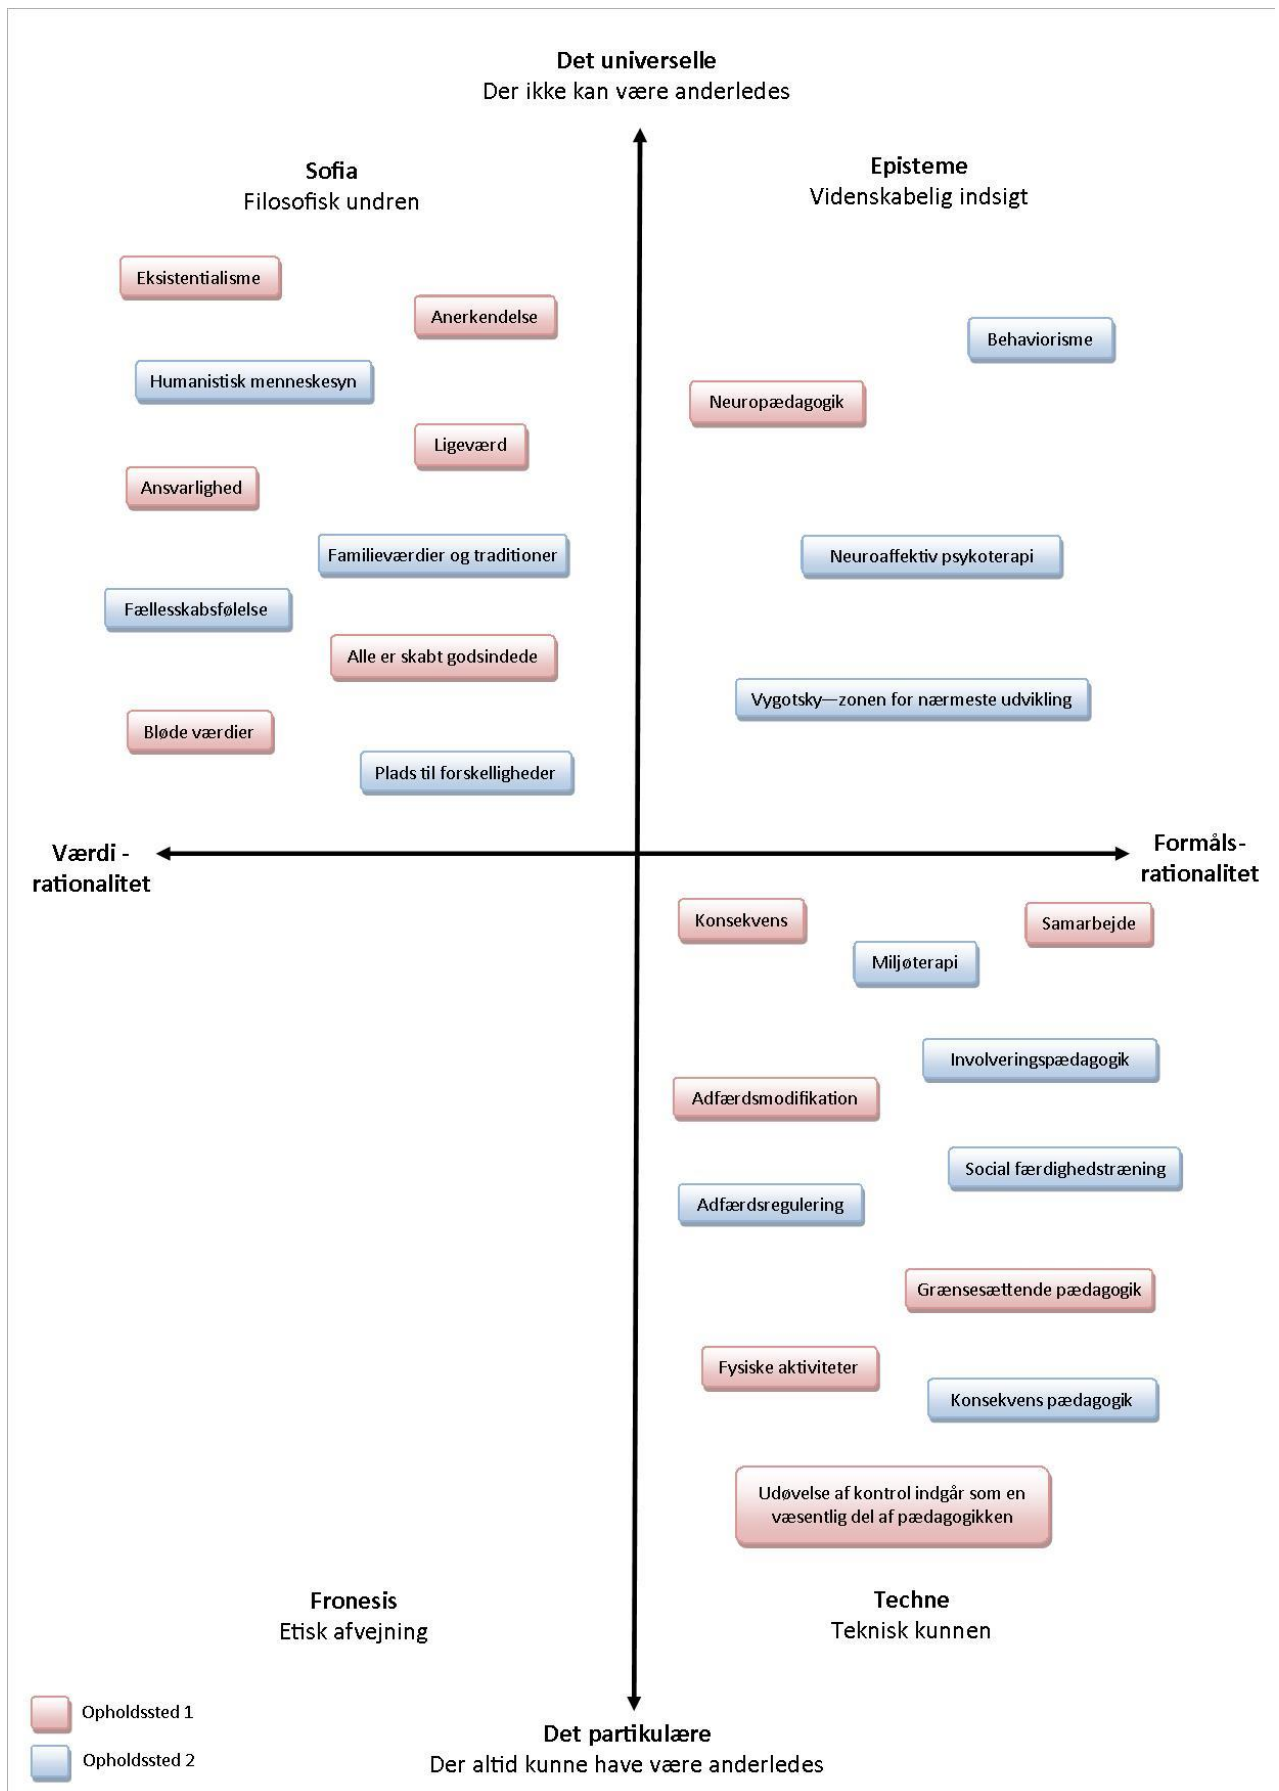 Det universelle
Der ikke kan være anderledes
Sofia
Filosofisk undren
Episteme
Videnskabelig indsigt
Eksistentialisme
Anerkendelse
Humanistisk menneskesyn
Ligeværd
Ansvarlighed
Familieværdier og traditioner
Fællesskabsfølelse
Alle er skabt godsindede
Bløde værdier
Plads til forskelligheder
Behaviorisme
Neuropædagogik
Neuroaffektiv psykoterapi
Vygotsky—zonen for nærmeste udvikling
Værdi -
rationalitet
Formåls-
rationalitet
Konsekvens
Samarbejde
Miljøterapi
Involveringspædagogik
Adfærdsmodifikation
Social færdighedstræning
Adfærdsregulering
Grænsesættende pædagogik
Fysiske aktiviteter
Konsekvens pædagogik
Udøvelse af kontrol indgår som en
væsentlig del af pædagogikken
Fronesis
Etisk afvejning
Techne
Teknisk kunnen
Opholdssted 1
Opholdssted 2
Det partikulære
Der altid kunne have være anderledes